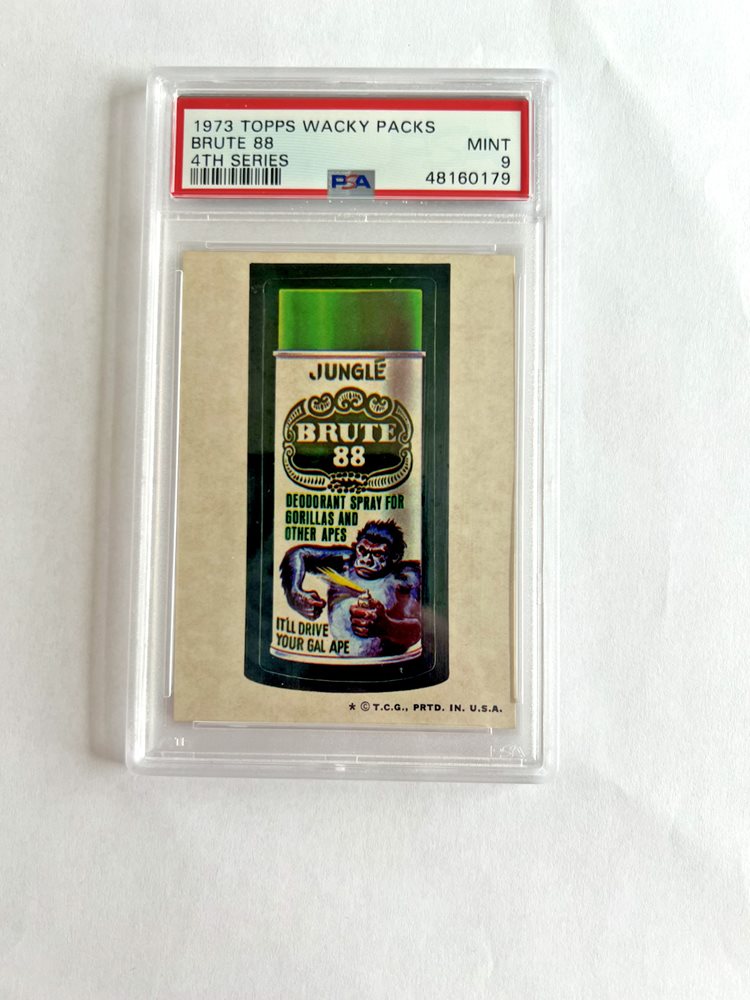 1973 TOPPS WACKY PACKS
BRUTE 88 MINT
4TH SERIES 9
PSA 48160179
JUNGLE
BRUTE
88
DEODORANT SPRAY FOR
GORILLAS AND
OTHER APES
IT'LL DRIVE
YOUR GAL APE
* © T.C.G., PRTD. IN. U.S.A.
PSA